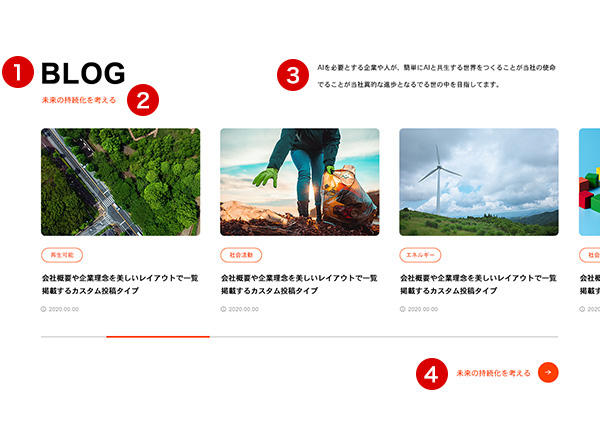 1 BLOG
未来の持続化を考える 2
3 AIを必要とする企業や人が、簡単にAIと共生する世界をつくることが当社の使命
でることが当社異的な進歩となるでる世の中を目指してます。
再生可能
会社概要や企業理念を美しいレイアウトで一覧
掲載するカスタム投稿タイプ
2020.00.00
社会活動
会社概要や企業理念を美しいレイアウトで一覧
掲載するカスタム投稿タイプ
2020.00.00
エネルギー
会社概要や企業理念を美しいレイアウトで一覧
掲載するカスタム投稿タイプ
2020.00.00
社会
会社
掲載
202
4 未来の持続化を考える